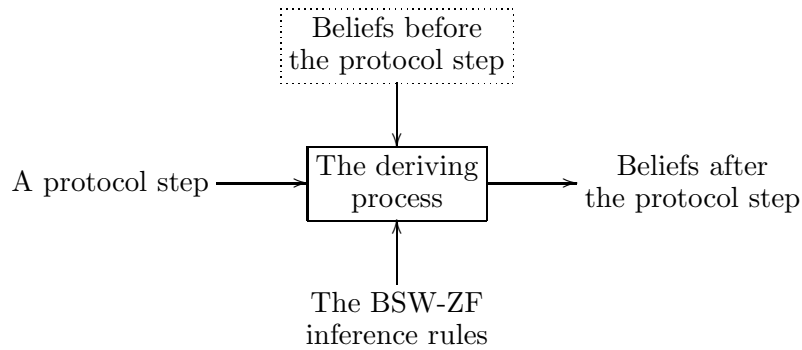 Beliefs before
the protocol step
A protocol step
The deriving
process
Beliefs after
the protocol step
The BSW-ZF
inference rules